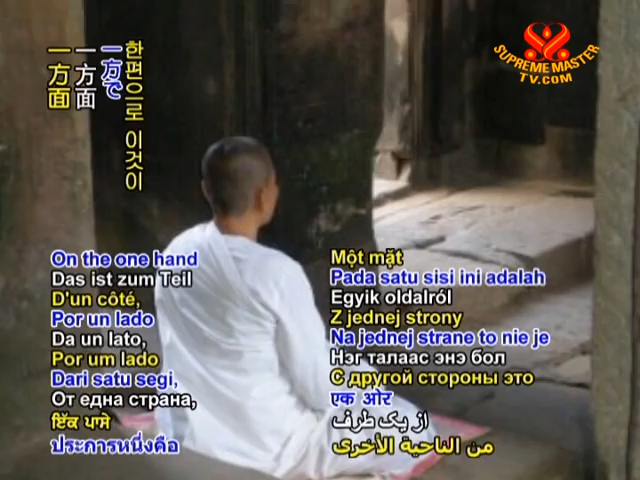 SUPREME MASTER
TV.COM
一方面
一方面
一方で
한편으로 이것이
On the one hand
Das ist zum Teil
D'un côté,
Por un lado
Da un lato,
Por um lado
Dari satu segi,
От една страна,
ਇੱਕ ਪਾਸੇ
ประการหนึ่งคือ
Một mặt
Pada satu sisi ini adalah
Egyik oldalról
Z jednej strony
Na jednej strane to nie je
Нэг талаас энэ бол
С другой стороны это
एक ओर
از یک طرف
من الناحية الأخرى